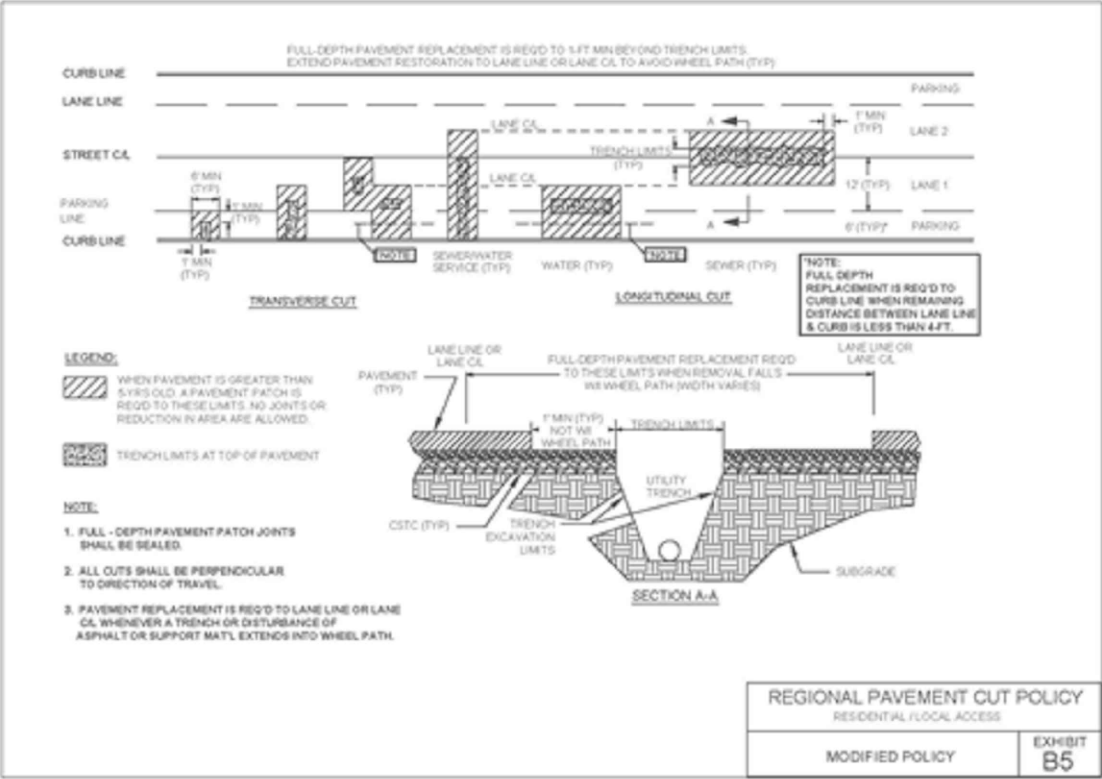 FULL-DEPTH PAVEMENT REPLACEMENT IS REQ'D TO 1-FT MIN BEYOND TRENCH LIMITS.
EXTEND PAVEMENT RESTORATION TO LANE LINE OR LANE C/L TO AVOID WHEEL PATH (TYP)
CURB LINE
PARKING
LANE LINE
LANE C/L
A
1' MIN
(TYP)
LANE 2
STREET C/L
TRENCH LIMITS
(TYP)
6' MIN
(TYP)
LANE C/L
12' (TYP)
LANE 1
PARKING
LINE
1' MIN
(TYP)
A
6' (TYP)*
PARKING
CURB LINE
1' MIN
(TYP)
NOTE
SEWER/WATER
SERVICE (TYP)
WATER (TYP)
NOTE
SEWER (TYP)
*NOTE:
FULL DEPTH
REPLACEMENT IS REQ'D TO
CURB LINE WHEN REMAINING
DISTANCE BETWEEN LANE LINE
& CURB IS LESS THAN 4-FT.
TRANSVERSE CUT
LONGITUDINAL CUT
LEGEND:
WHEN PAVEMENT IS GREATER THAN
5-YRS OLD. A PAVEMENT PATCH IS
REQ'D TO THESE LIMITS. NO JOINTS OR
REDUCTION IN AREA ARE ALLOWED.
TRENCH LIMITS AT TOP OF PAVEMENT
NOTE:
1. FULL - DEPTH PAVEMENT PATCH JOINTS
SHALL BE SEALED.
2. ALL CUTS SHALL BE PERPENDICULAR
TO DIRECTION OF TRAVEL.
3. PAVEMENT REPLACEMENT IS REQ'D TO LANE LINE OR LANE
C/L WHENEVER A TRENCH OR DISTURBANCE OF
ASPHALT OR SUPPORT MAT'L EXTENDS INTO WHEEL PATH.
LANE LINE OR
LANE C/L
FULL-DEPTH PAVEMENT REPLACEMENT REQ'D
TO THESE LIMITS WHEN REMOVAL FALLS
W/I WHEEL PATH (WIDTH VARIES)
LANE LINE OR
LANE C/L
PAVEMENT
(TYP)
1' MIN (TYP)
NOT W/I
WHEEL PATH
TRENCH LIMITS
UTILITY
TRENCH
CSTC (TYP)
TRENCH
EXCAVATION
LIMITS
SUBGRADE
SECTION A-A
REGIONAL PAVEMENT CUT POLICY
RESIDENTIAL / LOCAL ACCESS
MODIFIED POLICY
EXHIBIT
B5